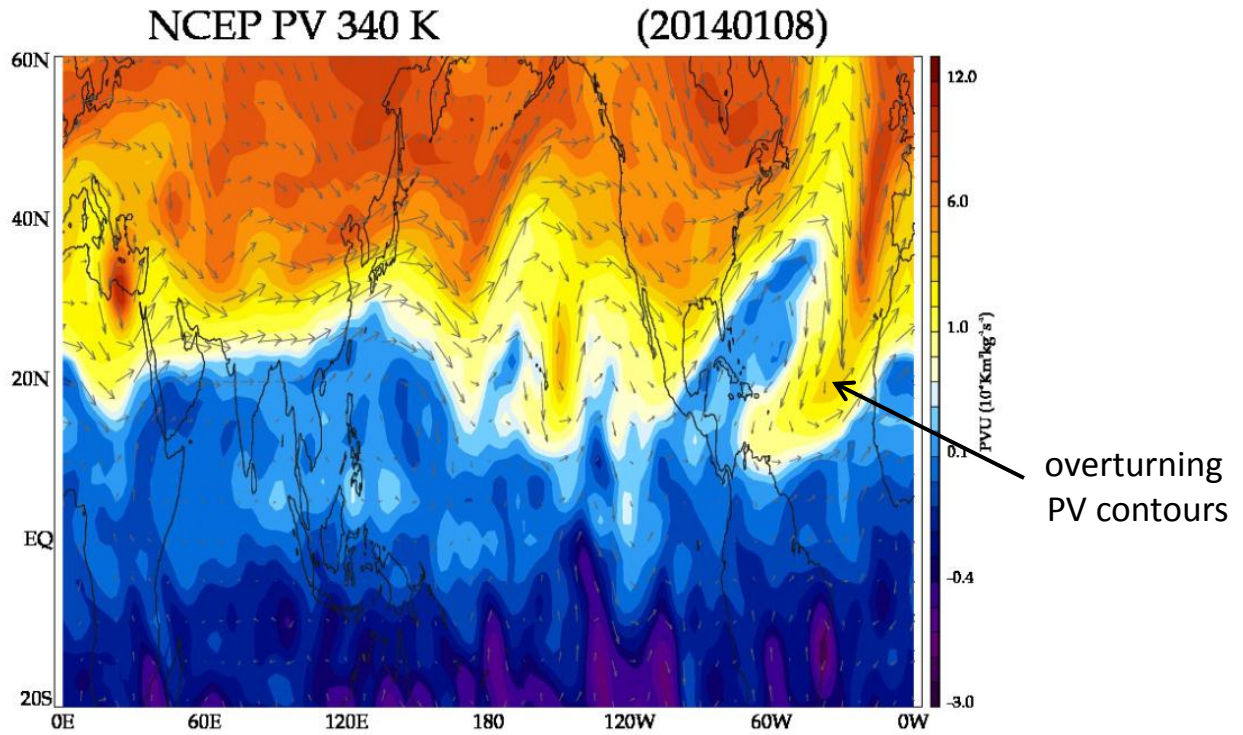 NCEP PV 340 K (20140108)
60N
40N
20N
EQ
20S
0E 60E 120E 180 120W 60W 0W
12.0
6.0
1.0
0.1
-0.4
-3.0
PVU (10⁻⁶Km²kg⁻¹s⁻¹)
overturning
PV contours